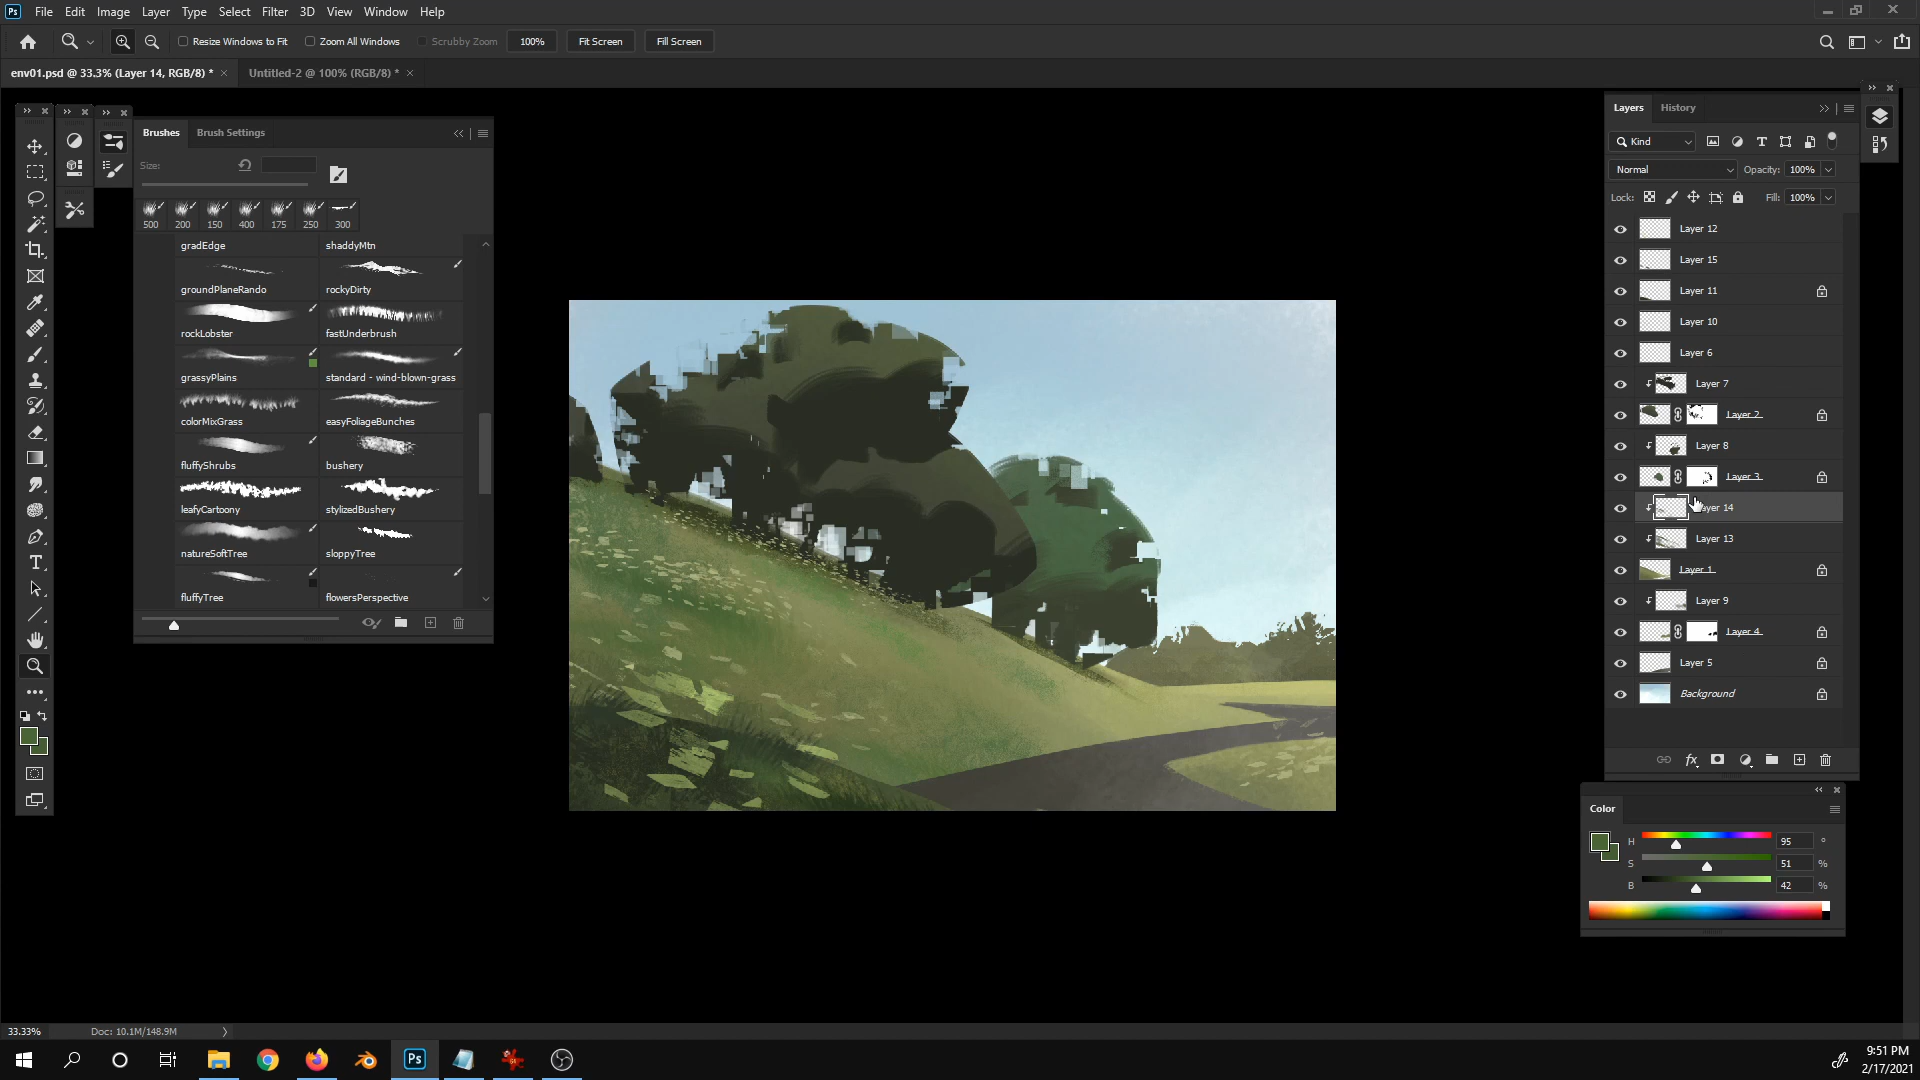 Ps File Edit Image Layer Type Select Filter 3D View Window Help
Resize Windows to Fit Zoom All Windows Scrubby Zoom 100% Fit Screen Fill Screen
env01.psd @ 33.3% (Layer 14, RGB/8) * × Untitled-2 @ 100% (RGB/8) * ×
Brushes Brush Settings
Size:
500 200 150 400 175 250 300
gradEdge shaddyMtn
groundPlaneRando rockyDirty
rockLobster fastUnderbrush
grassyPlains standard - wind-blown-grass
colorMixGrass easyFoliageBunches
fluffyShrubs bushery
leafyCartoony stylizedBushery
natureSoftTree sloppyTree
fluffyTree flowersPerspective
Layers History
Kind
Normal Opacity: 100%
Lock: Fill: 100%
Layer 12
Layer 15
Layer 11
Layer 10
Layer 6
Layer 7
Layer 2
Layer 8
Layer 3
ayer 14
Layer 13
Layer 1
Layer 9
Layer 4
Layer 5
Background
fx
Color
H 95 °
S 51 %
B 42 %
33.33% Doc: 10.1M/148.9M
Ps
9:51 PM
2/17/2021